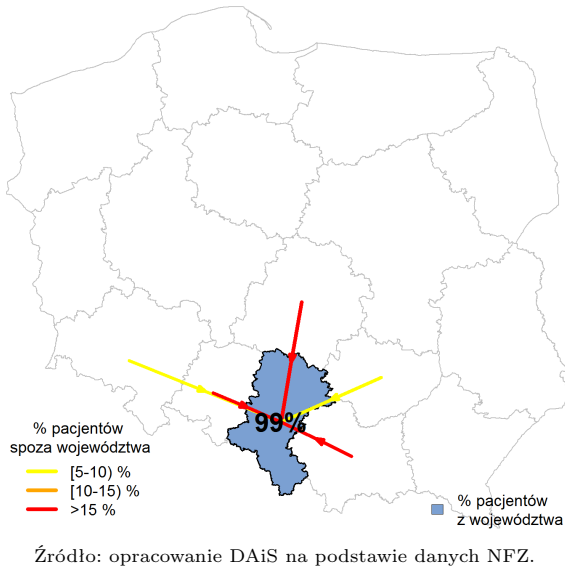 99%
% pacjentów
spoza województwa
[5-10) %
[10-15) %
>15 %
% pacjentów
z województwa
Źródło: opracowanie DAiS na podstawie danych NFZ.